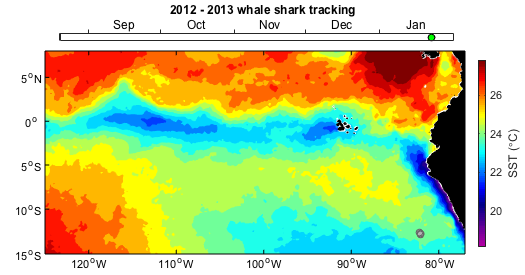 2012 - 2013 whale shark tracking
Sep Oct Nov Dec Jan
5°N
0°
5°S
10°S
15°S
120°W 110°W 100°W 90°W 80°W
26
24
22
20
SST (°C)